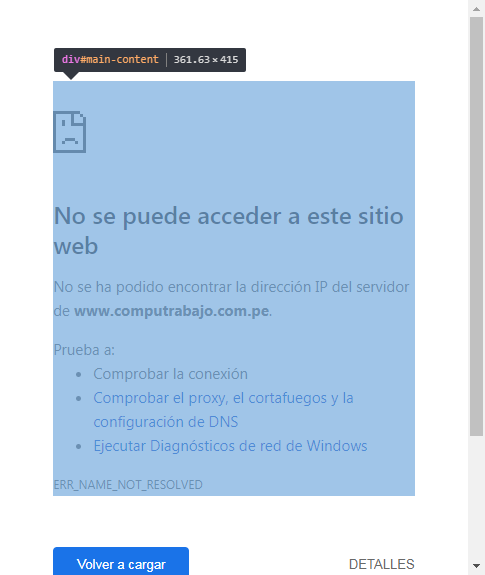 div#main-content | 361.63 × 415
No se puede acceder a este sitio
web
No se ha podido encontrar la dirección IP del servidor
de www.computrabajo.com.pe.
Prueba a:
• Comprobar la conexión
• Comprobar el proxy, el cortafuegos y la
configuración de DNS
• Ejecutar Diagnósticos de red de Windows
ERR_NAME_NOT_RESOLVED
Volver a cargar DETALLES